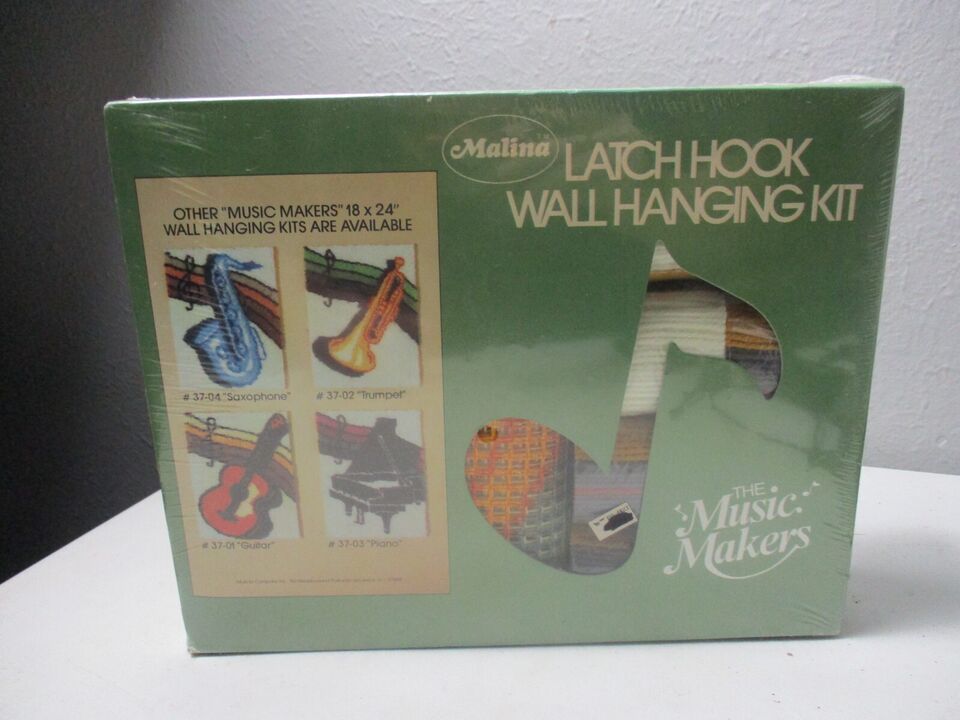 Malina
LATCH HOOK
WALL HANGING KIT
OTHER "MUSIC MAKERS" 18 x 24"
WALL HANGING KITS ARE AVAILABLE
# 37-04 "Saxophone"
# 37-02 "Trumpet"
# 37-01 "Guitar"
# 37-03 "Piano"
THE
Music
Makers